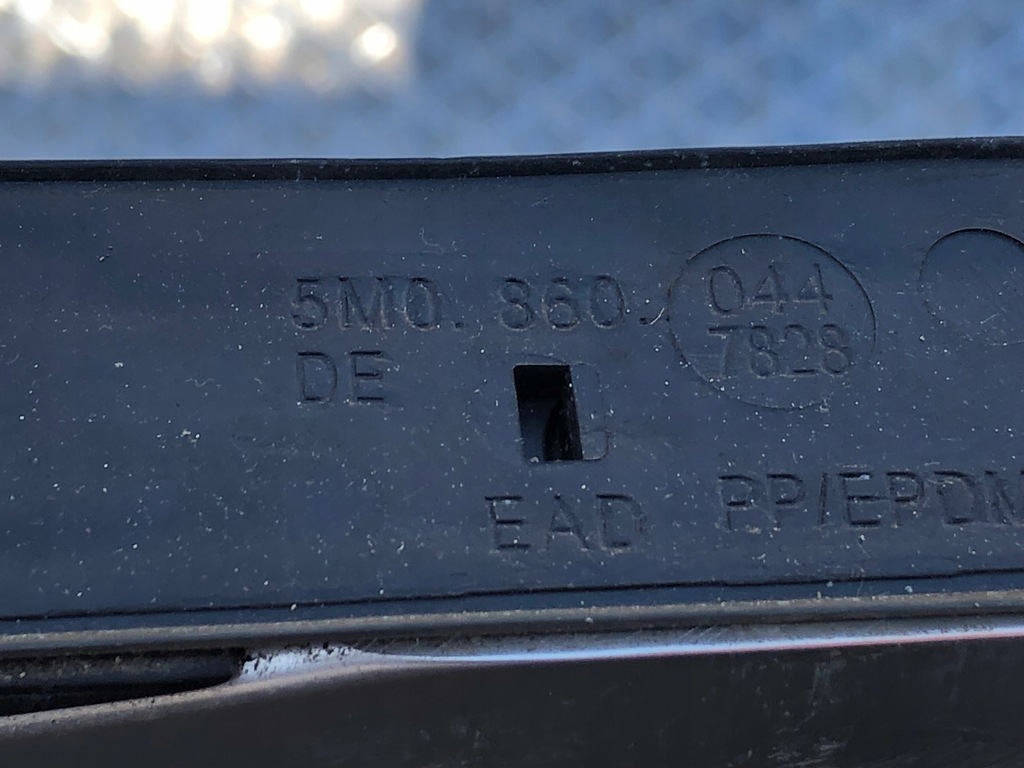 5M0. 860.
044
7828
DE
EAD
PP/EPDM